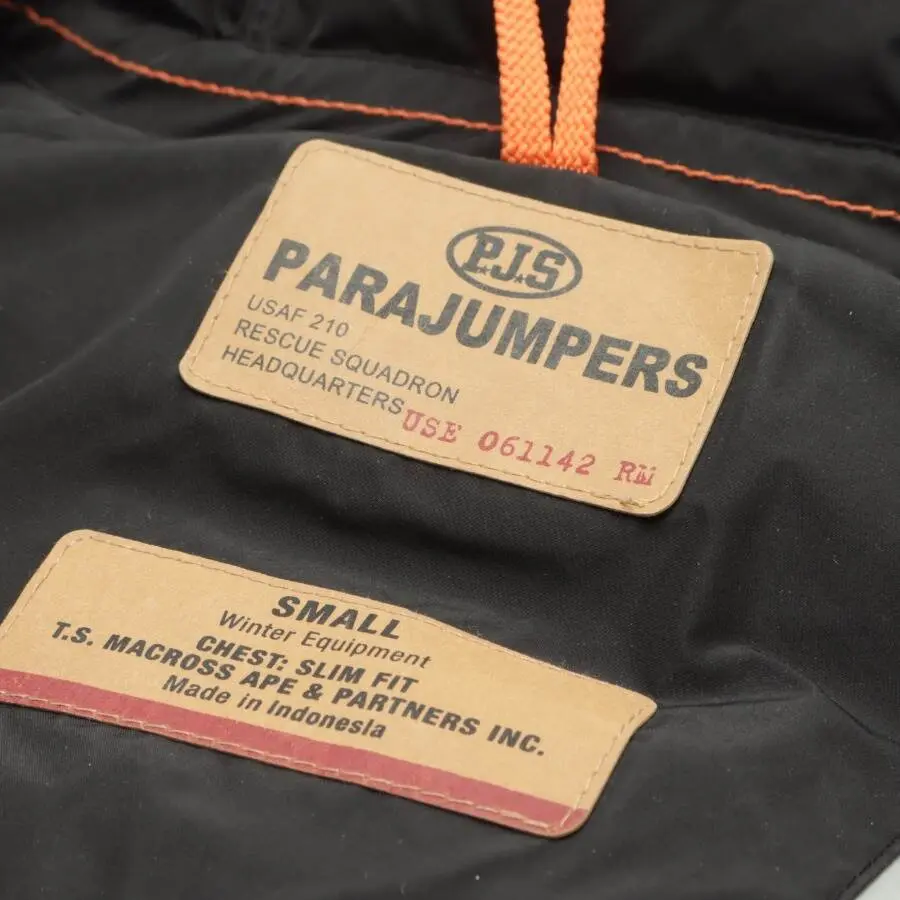 P.J.S
PARAJUMPERS
USAF 210
RESCUE SQUADRON
HEADQUARTERS
USE 061142 RW
SMALL
Winter Equipment
CHEST: SLIM FIT
T.S. MACROSS APE & PARTNERS INC.
Made in Indonesia